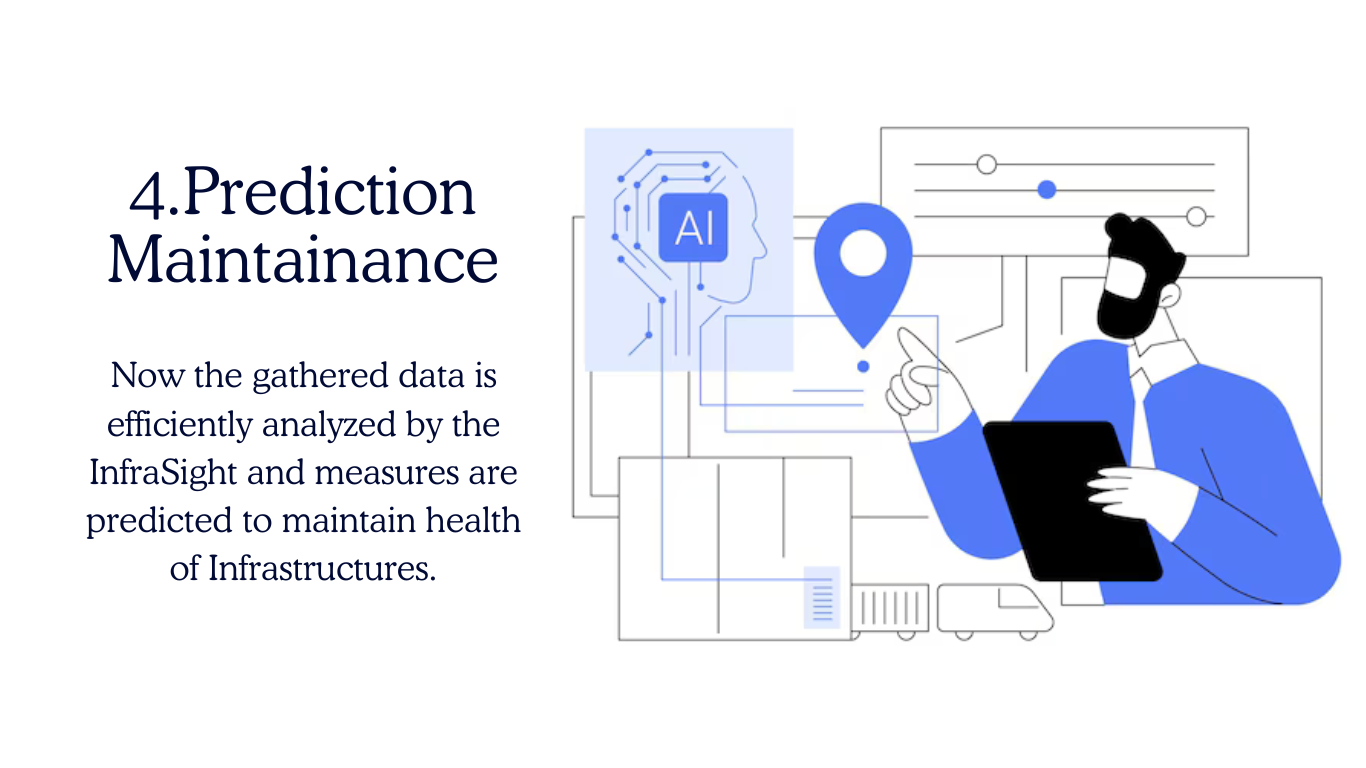 4.Prediction
Maintainance
Now the gathered data is
efficiently analyzed by the
InfraSight and measures are
predicted to maintain health
of Infrastructures.
AI